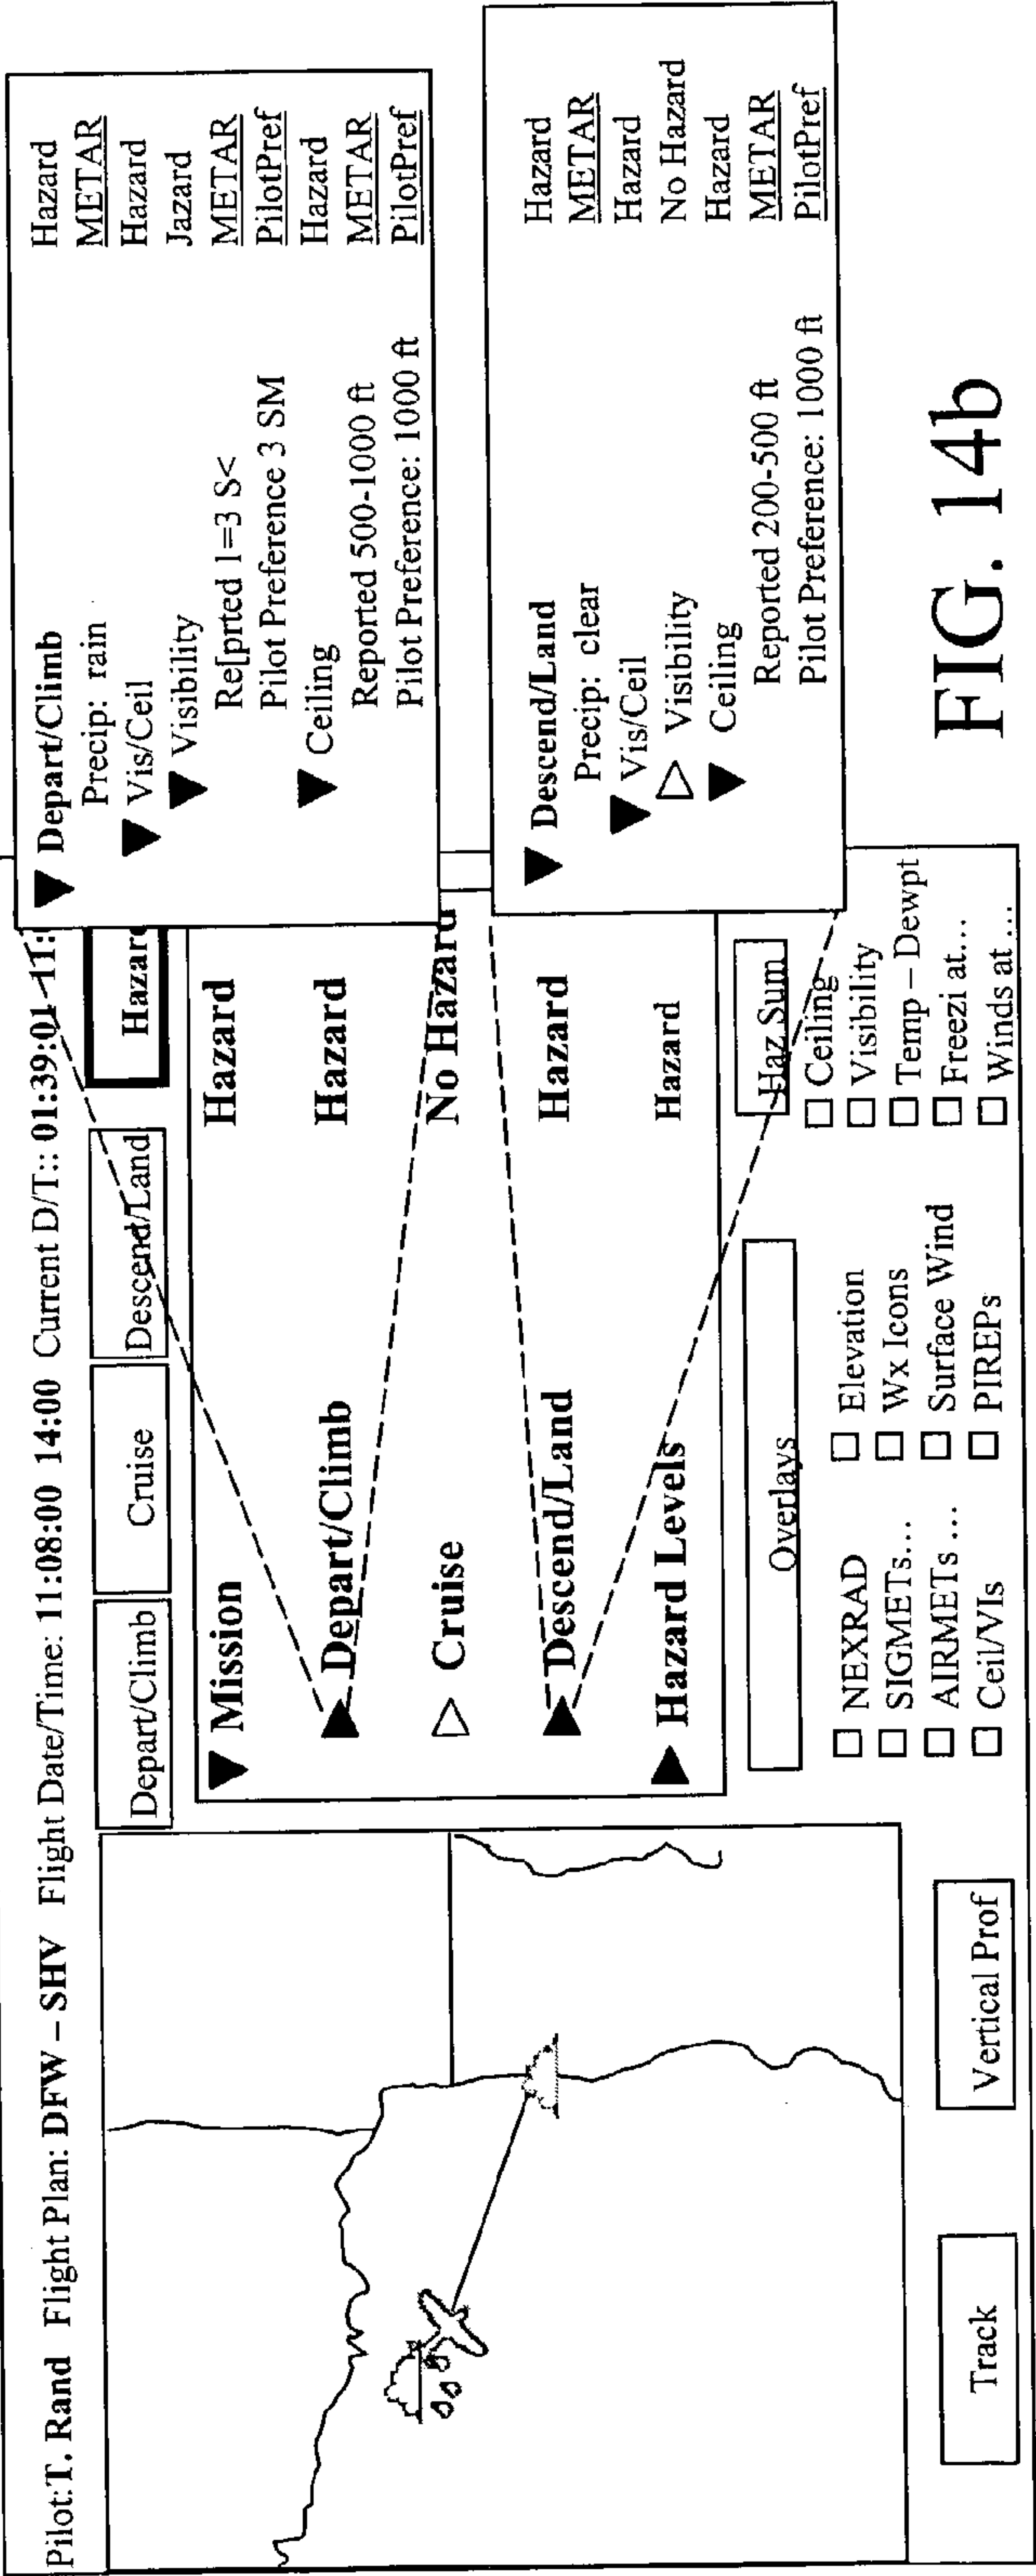 Pilot:T. Rand Flight Plan: DFW – SHV Flight Date/Time: 11:08:00 14:00 Current D/T:: 01:39:01
Depart/Climb Cruise Descend/Land Hazard
Mission Hazard
Depart/Climb Hazard
Cruise No Hazard
Descend/Land Hazard
Hazard Levels Hazard
Overlays Haz Sum
NEXRAD Elevation Ceiling
SIGMETs... Wx Icons Visibility
AIRMETs ... Surface Wind Temp – Dewpt
Ceil/VIs PIREPs Freezi at...
Winds at ...
Track Vertical Prof
Depart/Climb Hazard
Precip: rain METAR
Vis/Ceil Hazard
Visibility Jazard
Re[prted 1=3 S< METAR
Pilot Preference 3 SM PilotPref
Ceiling Hazard
Reported 500-1000 ft METAR
Pilot Preference: 1000 ft PilotPref
Descend/Land Hazard
Precip: clear METAR
Vis/Ceil Hazard
Visibility No Hazard
Ceiling Hazard
Reported 200-500 ft METAR
Pilot Preference: 1000 ft PilotPref
FIG. 14b